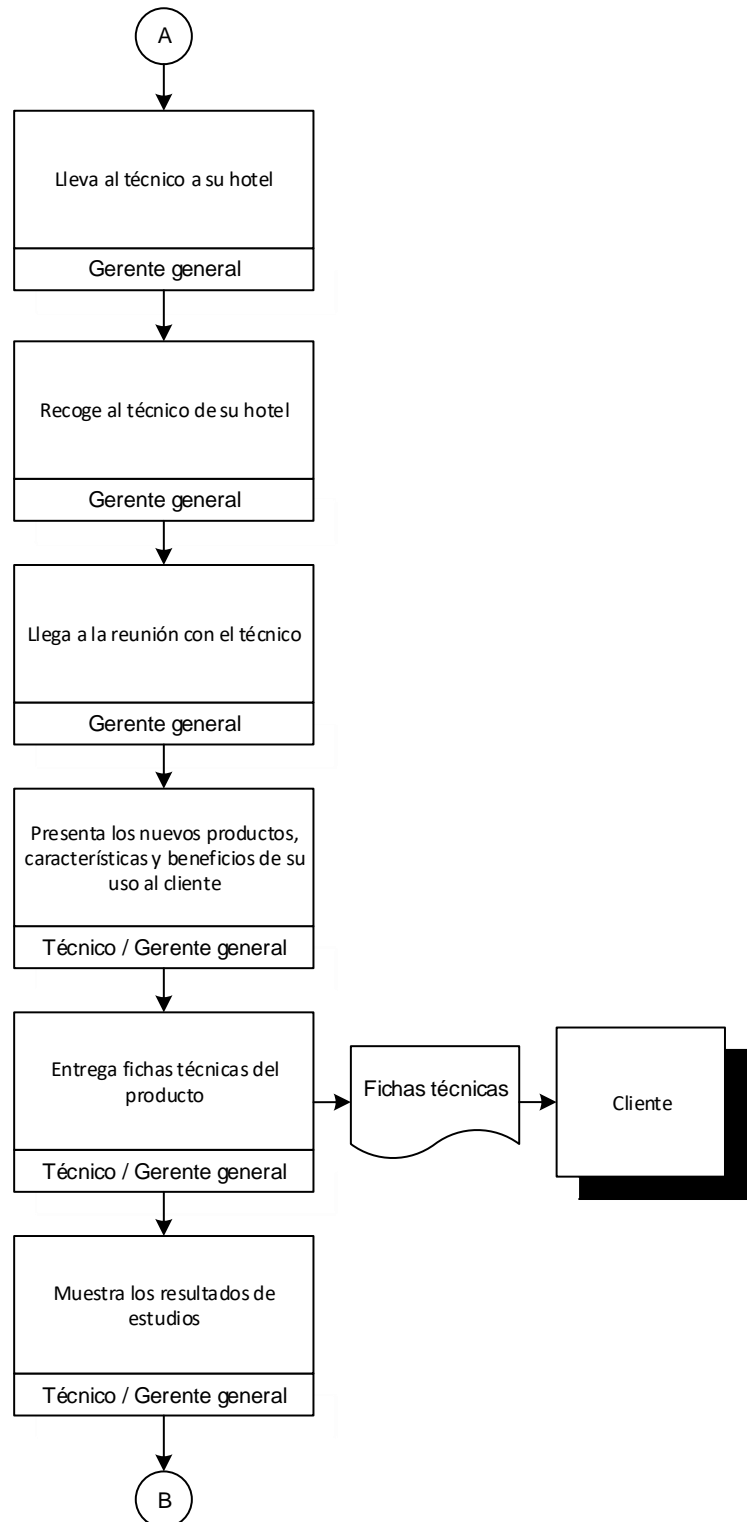 A
Lleva al técnico a su hotel
Gerente general
Recoge al técnico de su hotel
Gerente general
Llega a la reunión con el técnico
Gerente general
Presenta los nuevos productos,
características y beneficios de su
uso al cliente
Técnico / Gerente general
Entrega fichas técnicas del
producto
Técnico / Gerente general
Fichas técnicas
Cliente
Muestra los resultados de
estudios
Técnico / Gerente general
B